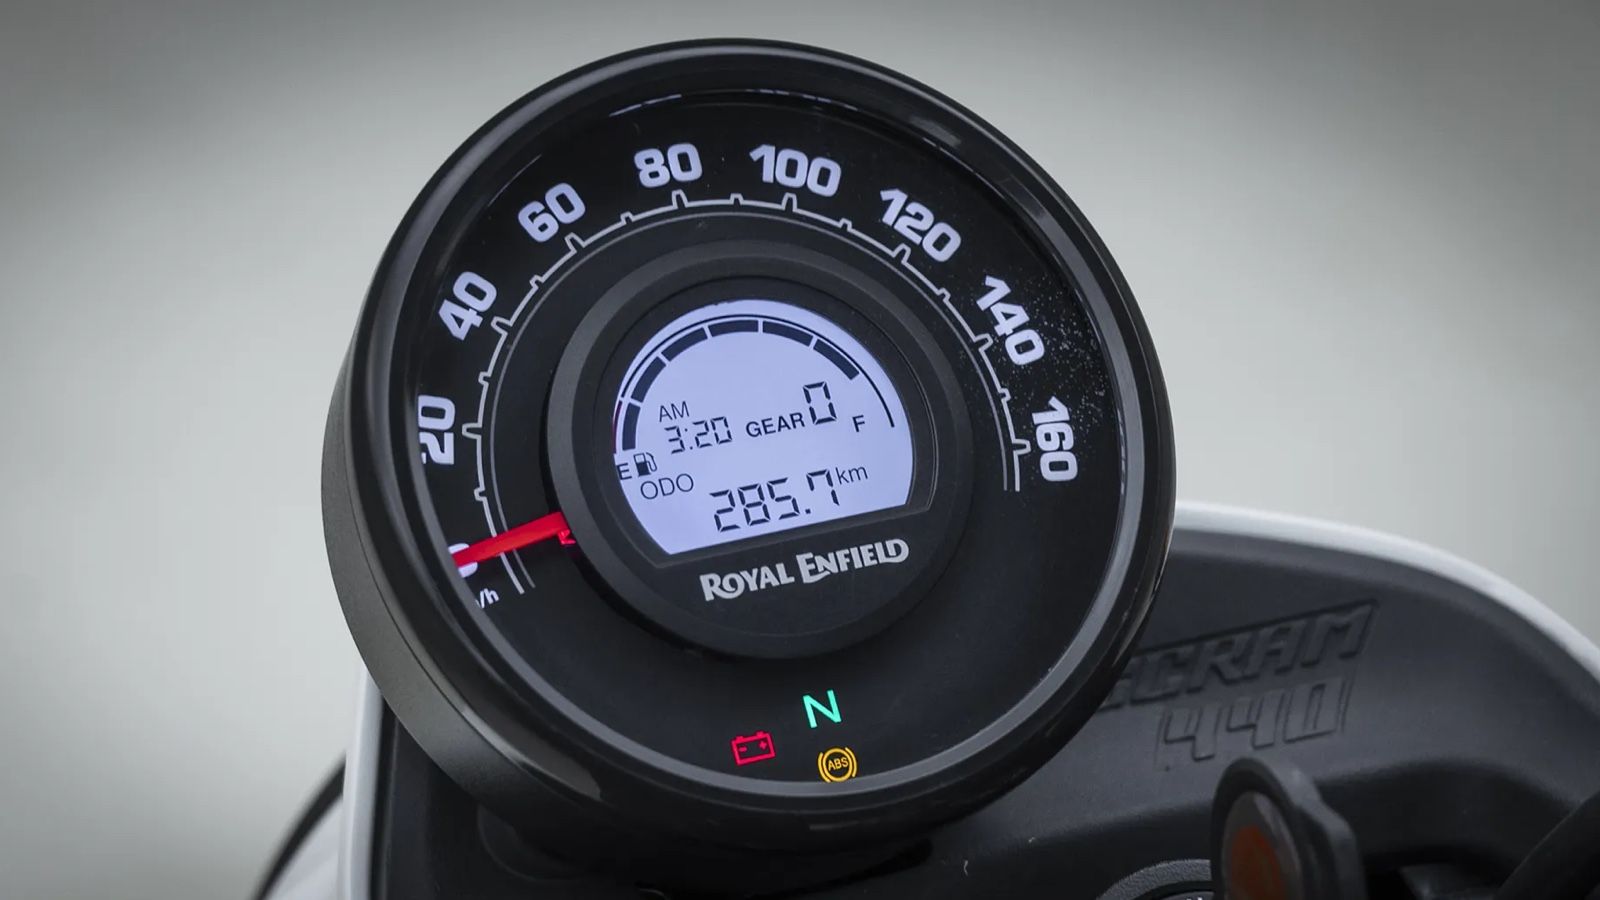 80
100
60
120
40
140
20
160
AM
3:20
GEAR 0
F
E
ODO
285.7 km
ROYAL ENFIELD
/h
N
ABS
SCRAM
440